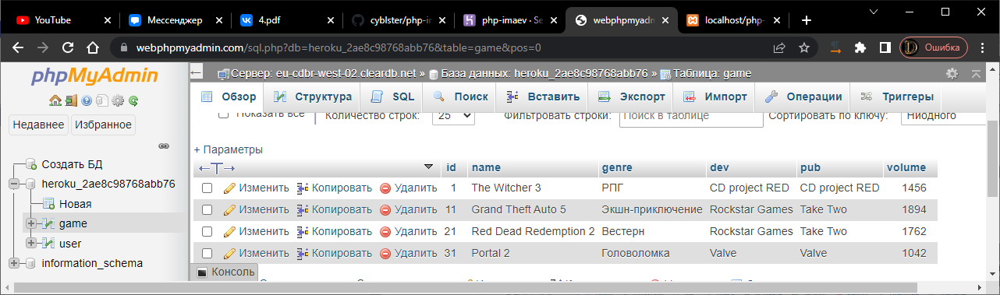 YouTube Мессенджер 4.pdf cyblster/php-in php-imaev · Se webphpmyadm localhost/php-
webphpmyadmin.com/sql.php?db=heroku_2ae8c98768abb76&table=game&pos=0 Ошибка
phpMyAdmin
Недавнее Избранное
Создать БД
heroku_2ae8c98768abb76
Новая
game
user
information_schema
Сервер: eu-cdbr-west-02.cleardb.net » База данных: heroku_2ae8c98768abb76 » Таблица: game
Обзор Структура SQL Поиск Вставить Экспорт Импорт Операции Триггеры
Показать все Количество строк: 25 Фильтровать строки: Поиск в таблице Сортировать по ключу: Ниодного
+ Параметры
←T→ id name genre dev pub volume
Изменить Копировать Удалить 1 The Witcher 3 РПГ CD project RED CD project RED 1456
Изменить Копировать Удалить 11 Grand Theft Auto 5 Экшн-приключение Rockstar Games Take Two 1894
Изменить Копировать Удалить 21 Red Dead Redemption 2 Вестерн Rockstar Games Take Two 1762
Изменить Копировать Удалить 31 Portal 2 Головоломка Valve Valve 1042
Консоль